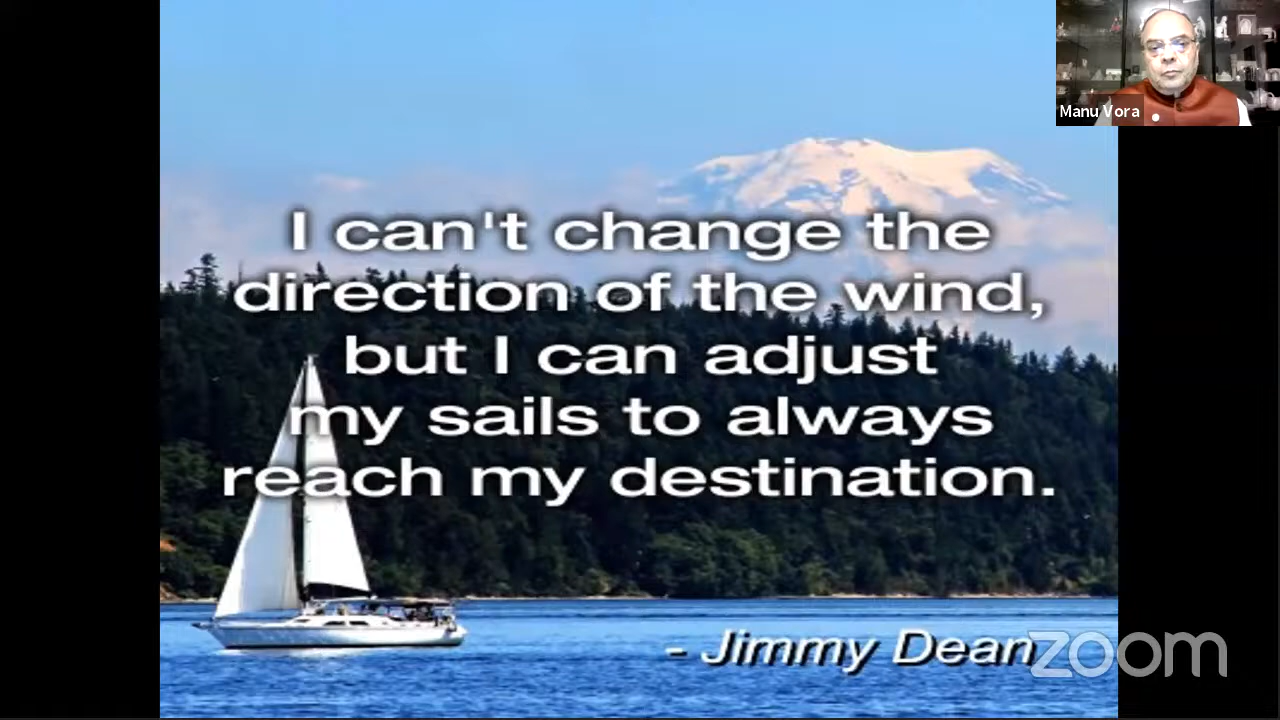 Manu Vora
I can't change the
direction of the wind,
but I can adjust
my sails to always
reach my destination.
- Jimmy Dean
zoom